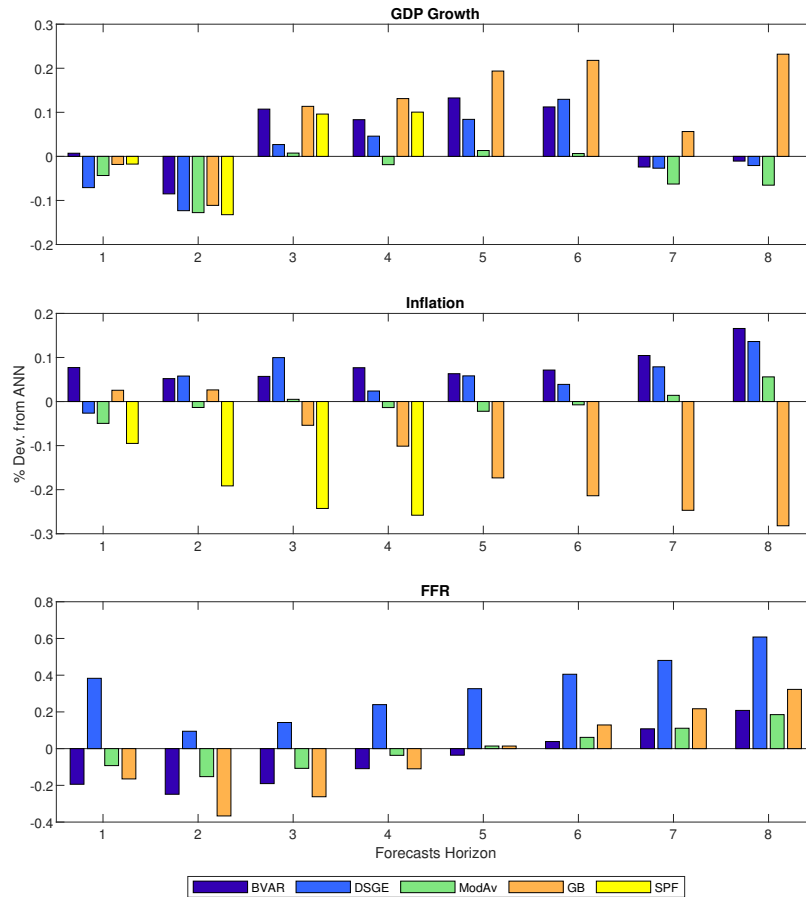 GDP Growth
0.3
0.2
0.1
0
-0.1
-0.2
1 2 3 4 5 6 7 8
Inflation
0.2
0.1
0
-0.1
-0.2
-0.3
% Dev. from ANN
1 2 3 4 5 6 7 8
FFR
0.8
0.6
0.4
0.2
0
-0.2
-0.4
1 2 3 4 5 6 7 8
Forecasts Horizon
BVAR DSGE ModAv GB SPF